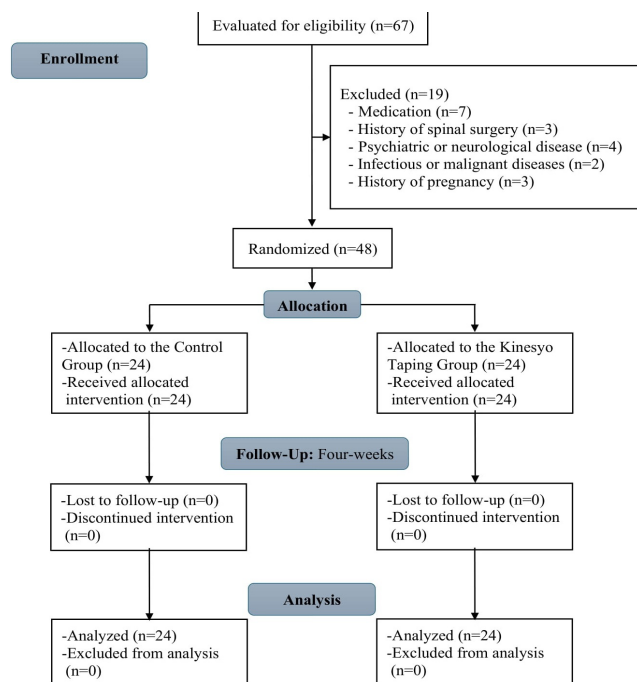 Evaluated for eligibility (n=67)
Enrollment
Excluded (n=19)
- Medication (n=7)
- History of spinal surgery (n=3)
- Psychiatric or neurological disease (n=4)
- Infectious or malignant diseases (n=2)
- History of pregnancy (n=3)
Randomized (n=48)
Allocation
-Allocated to the Control
Group (n=24)
-Received allocated
intervention (n=24)
-Allocated to the Kinesyo
Taping Group (n=24)
-Received allocated
intervention (n=24)
Follow-Up: Four-weeks
-Lost to follow-up (n=0)
-Discontinued intervention
(n=0)
-Lost to follow-up (n=0)
-Discontinued intervention
(n=0)
Analysis
-Analyzed (n=24)
-Excluded from analysis
(n=0)
-Analyzed (n=24)
-Excluded from analysis
(n=0)